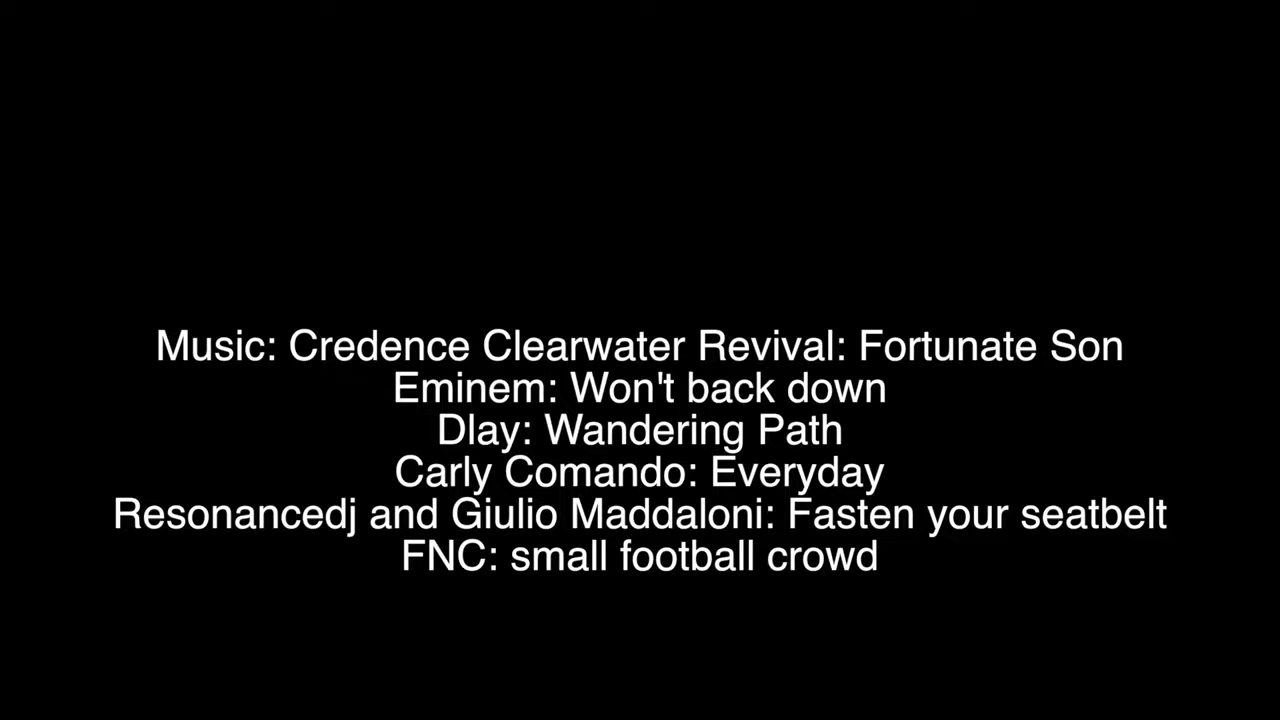 Music: Credence Clearwater Revival: Fortunate Son
Eminem: Won't back down
Dlay: Wandering Path
Carly Comando: Everyday
Resonancedj and Giulio Maddaloni: Fasten your seatbelt
FNC: small football crowd